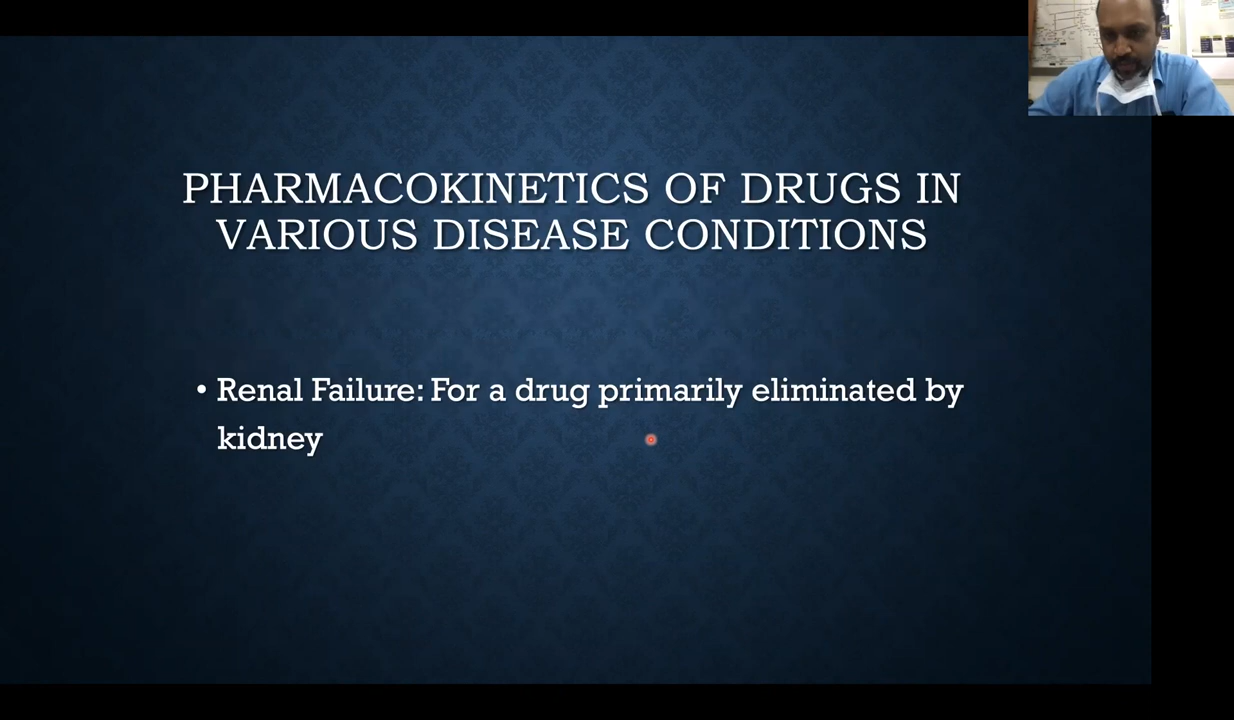 PHARMACOKINETICS OF DRUGS IN
VARIOUS DISEASE CONDITIONS
• Renal Failure: For a drug primarily eliminated by
kidney